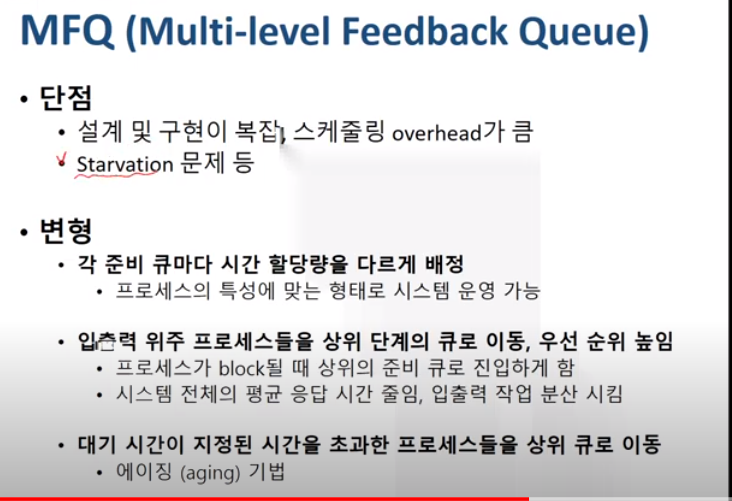 MFQ (Multi-level Feedback Queue)
• 단점
• 설계 및 구현이 복잡, 스케줄링 overhead가 큼
• Starvation 문제 등
• 변형
• 각 준비 큐마다 시간 할당량을 다르게 배정
• 프로세스의 특성에 맞는 형태로 시스템 운영 가능
• 입출력 위주 프로세스들을 상위 단계의 큐로 이동, 우선 순위 높임
• 프로세스가 block될 때 상위의 준비 큐로 진입하게 함
• 시스템 전체의 평균 응답 시간 줄임, 입출력 작업 분산 시킴
• 대기 시간이 지정된 시간을 초과한 프로세스들을 상위 큐로 이동
• 에이징 (aging) 기법